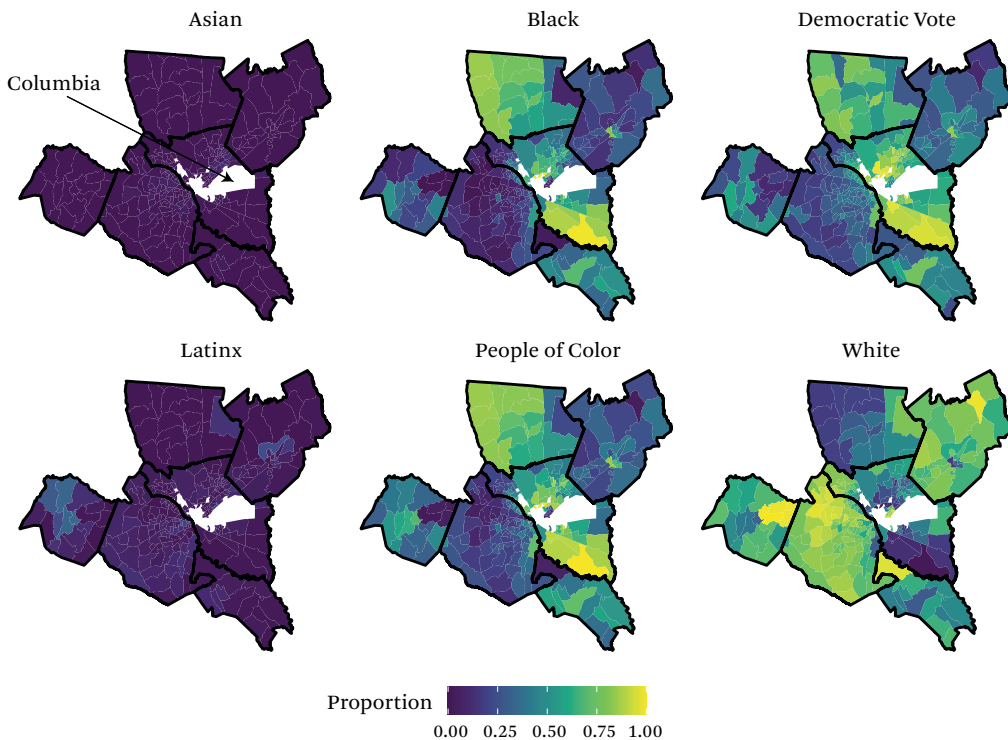 Asian
Black
Democratic Vote
Columbia
Latinx
People of Color
White
Proportion
0.00 0.25 0.50 0.75 1.00